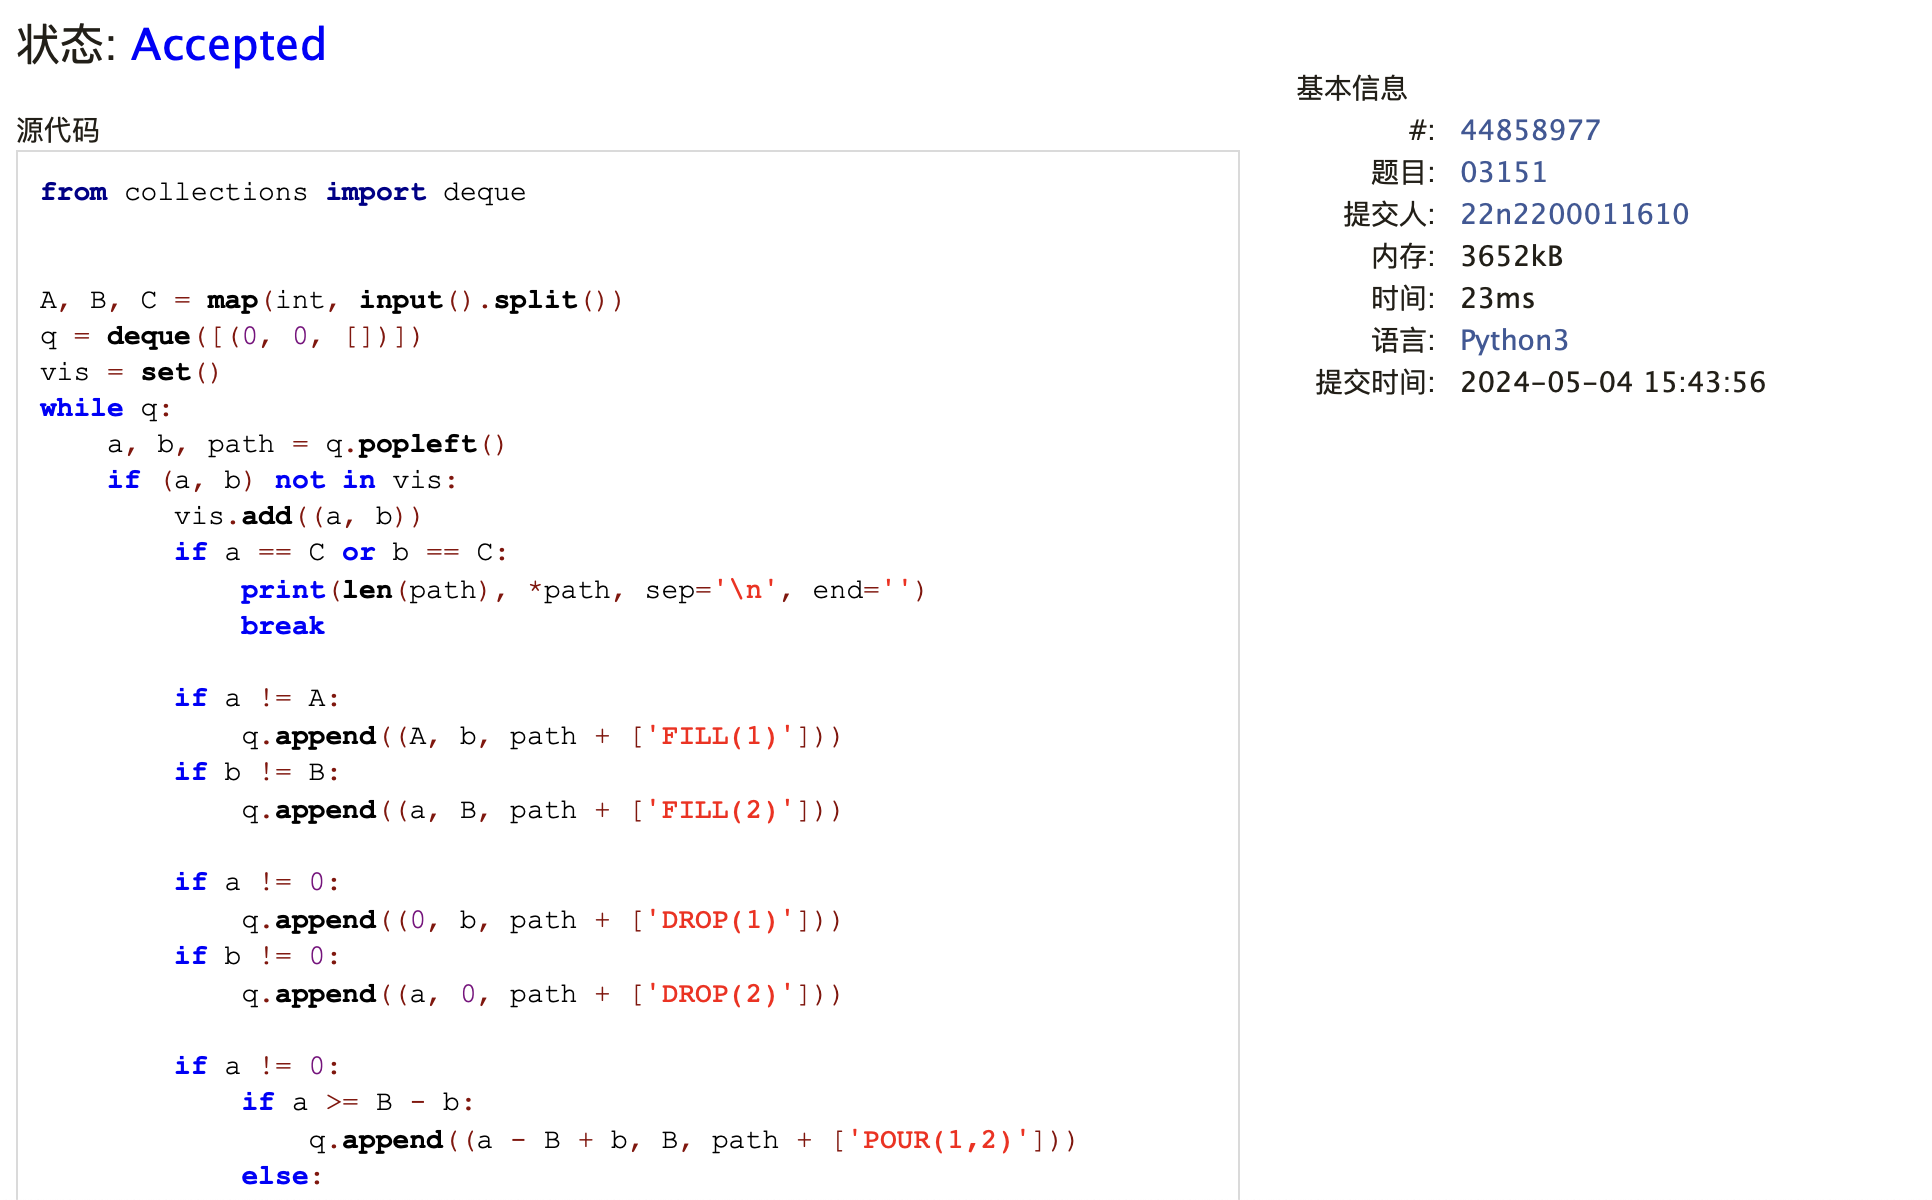 状态: Accepted
源代码
from collections import deque
A, B, C = map(int, input().split())
q = deque([(0, 0, [])])
vis = set()
while q:
    a, b, path = q.popleft()
    if (a, b) not in vis:
        vis.add((a, b))
        if a == C or b == C:
            print(len(path), *path, sep='\n', end='')
            break
        if a != A:
            q.append((A, b, path + ['FILL(1)']))
        if b != B:
            q.append((a, B, path + ['FILL(2)']))
        if a != 0:
            q.append((0, b, path + ['DROP(1)']))
        if b != 0:
            q.append((a, 0, path + ['DROP(2)']))
        if a != 0:
            if a >= B - b:
                q.append((a - B + b, B, path + ['POUR(1,2)']))
            else:
基本信息
#: 44858977
题目: 03151
提交人: 22n2200011610
内存: 3652kB
时间: 23ms
语言: Python3
提交时间: 2024-05-04 15:43:56